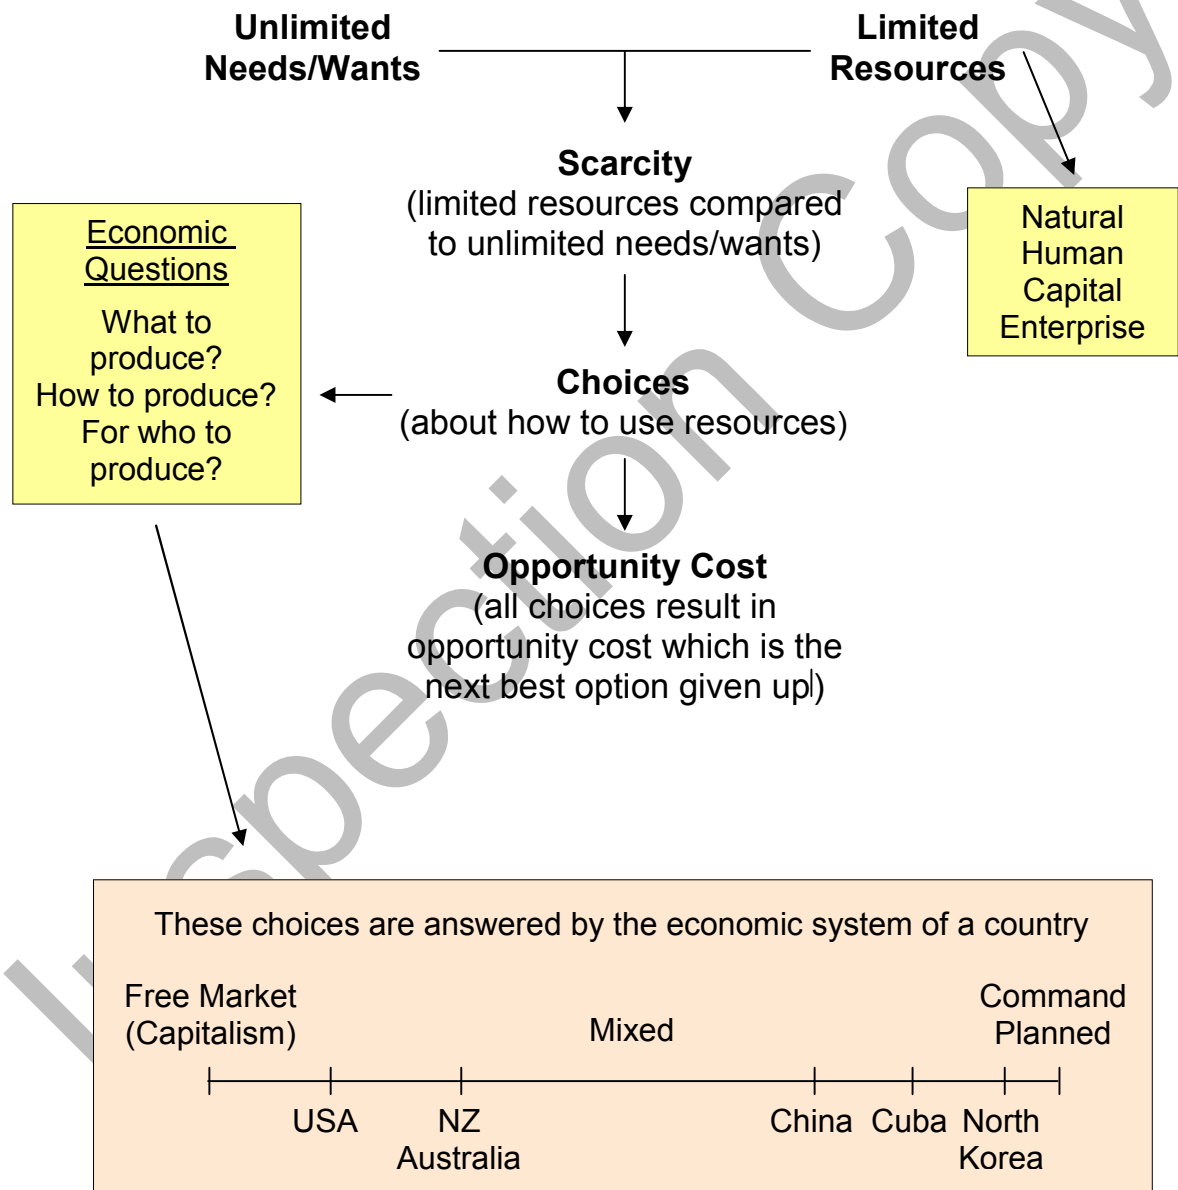 Unlimited
Needs/Wants
Limited
Resources
Scarcity
(limited resources compared
to unlimited needs/wants)
Natural
Human
Capital
Enterprise
Economic
Questions
What to
produce?
How to produce?
For who to
produce?
Choices
(about how to use resources)
Opportunity Cost
(all choices result in
opportunity cost which is the
next best option given up)
These choices are answered by the economic system of a country
Free Market
(Capitalism)
Mixed
Command
Planned
USA
NZ
Australia
China
Cuba
North
Korea
Inspection Copy